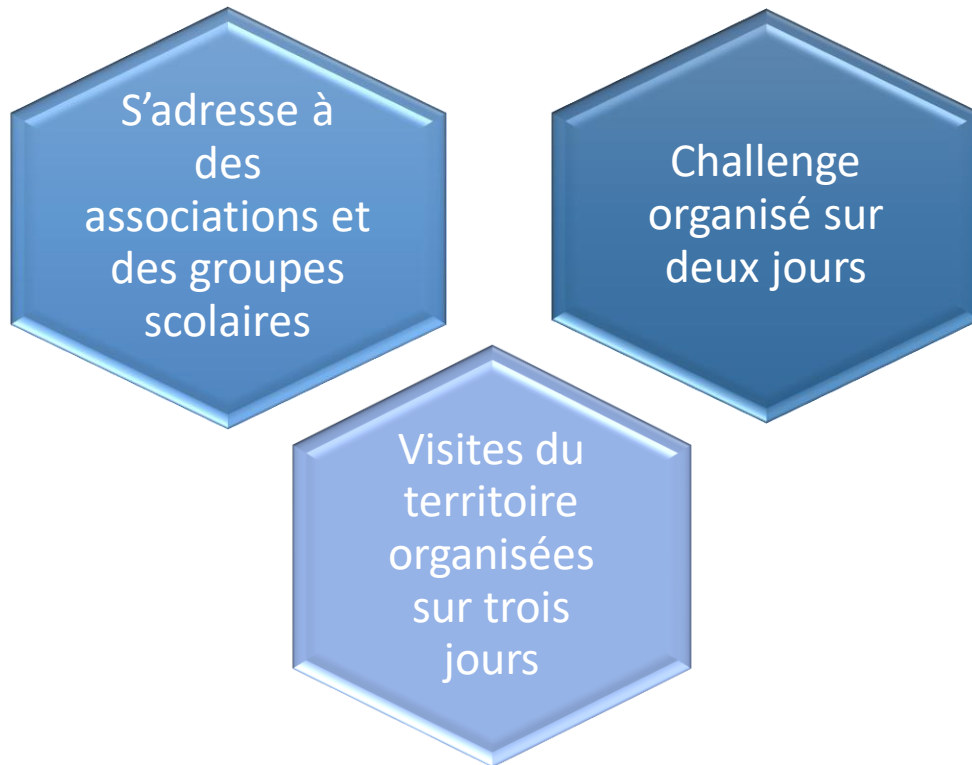 S’adresse à
des
associations et
des groupes
scolaires
Challenge
organisé sur
deux jours
Visites du
territoire
organisées
sur trois
jours